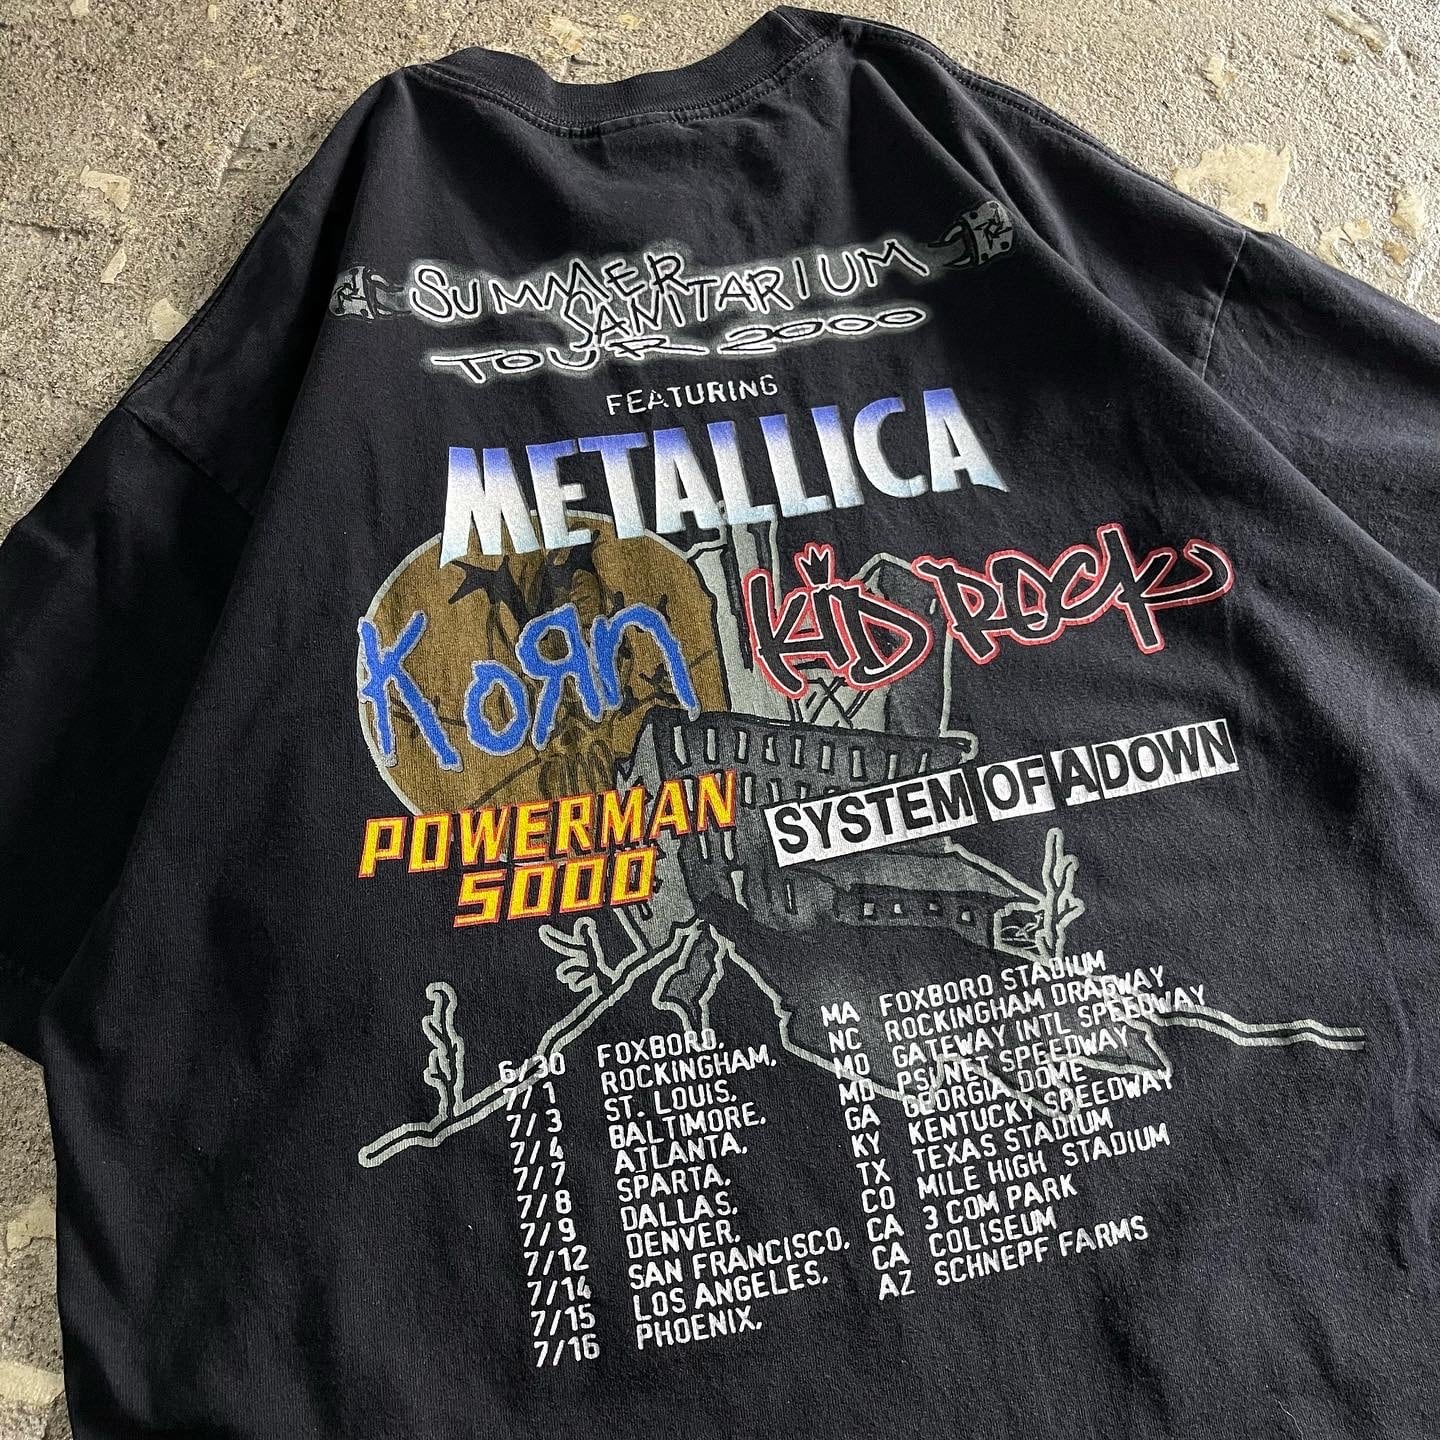 SUMMER
SANITARIUM
TOUR 2000
FEATURING
METALLICA
KoЯn
KID ROCK
POWERMAN
5000
SYSTEM OF A DOWN
6/30 FOXBORO, MA FOXBORO STADIUM
7/1 ROCKINGHAM, NC ROCKINGHAM DRAGWAY
7/3 ST. LOUIS, MO GATEWAY INTL SPEEDWAY
7/4 BALTIMORE, MD PSI NET SPEEDWAY
7/7 ATLANTA, GA GEORGIA DOME
7/8 SPARTA, KY KENTUCKY SPEEDWAY
7/9 DALLAS, TX TEXAS STADIUM
7/12 DENVER, CO MILE HIGH STADIUM
7/14 SAN FRANCISCO, CA 3 COM PARK
7/15 LOS ANGELES, CA COLISEUM
7/16 PHOENIX, AZ SCHNEPF FARMS